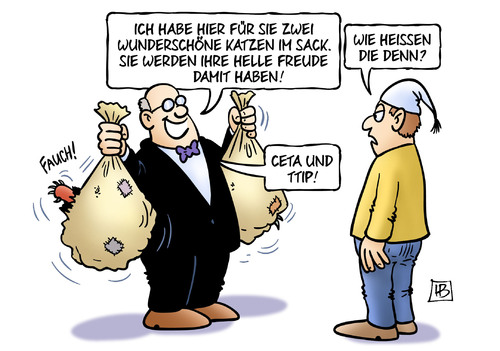 ICH HABE HIER FÜR SIE ZWEI
WUNDERSCHÖNE KATZEN IM SACK.
SIE WERDEN IHRE HELLE FREUDE
DAMIT HABEN!
WIE HEISSEN
DIE DENN?
FAUCH!
CETA UND
TTIP!
HB